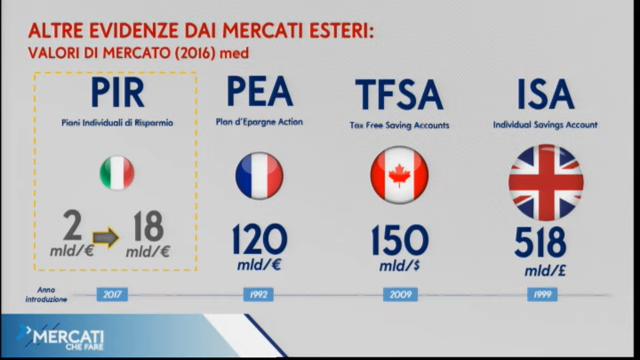 ALTRE EVIDENZE DAI MERCATI ESTERI:
VALORI DI MERCATO (2016) med
PIR
Piani Individuali di Risparmio
2 mld/€
18 mld/€
PEA
Plan d'Epargne Action
120
mld/€
TFSA
Tax Free Saving Accounts
150
mld/$
ISA
Individual Savings Account
518
mld/£
Anno introduzione
2017
1992
2009
1999
MERCATI
CHE FARE